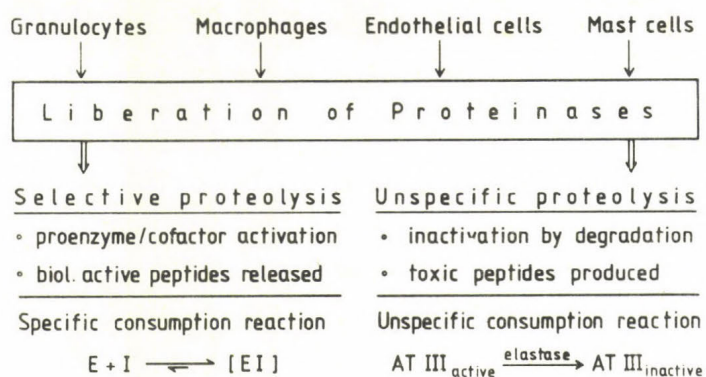 Granulocytes Macrophages Endothelial cells Mast cells
Liberation of Proteinases
Selective proteolysis
◦ proenzyme/cofactor activation
◦ biol. active peptides released
Specific consumption reaction
E + I ⇌ [EI]
Unspecific proteolysis
• inactivation by degradation
• toxic peptides produced
Unspecific consumption reaction
AT III active elastase → AT III inactive